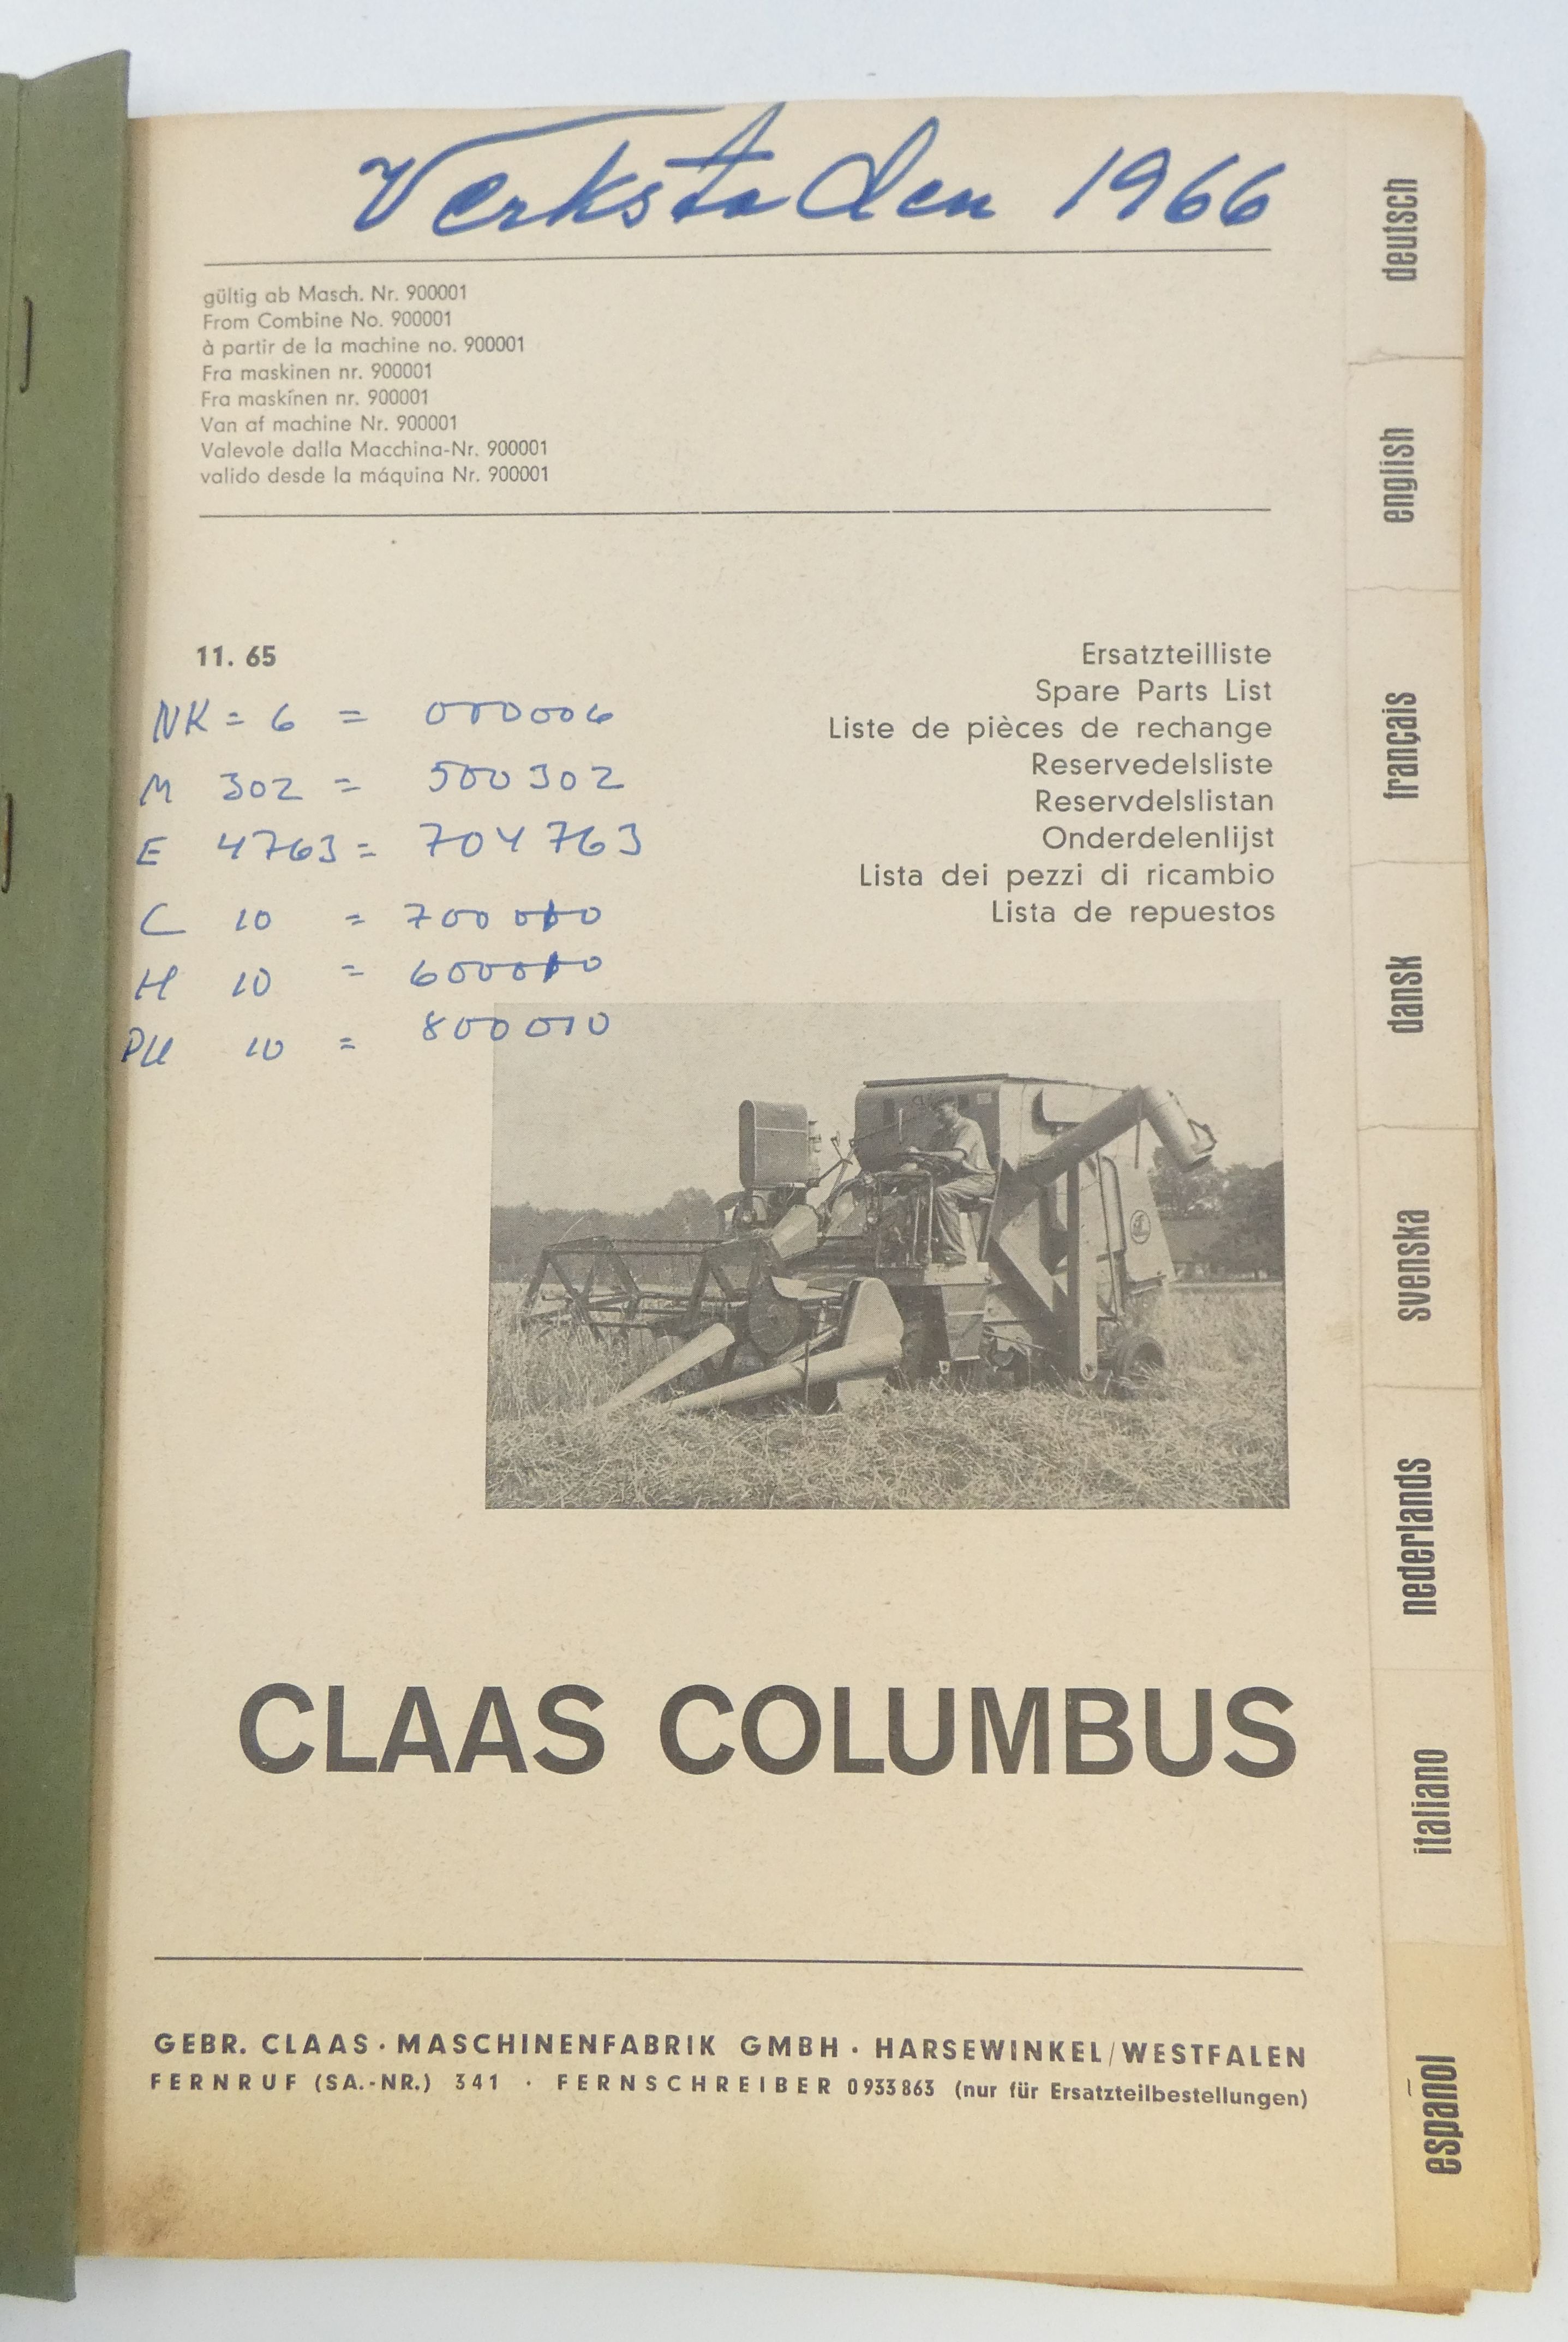 Verkstaden 1966
gültig ab Masch. Nr. 900001
From Combine No. 900001
à partir de la machine no. 900001
Fra maskinen nr. 900001
Fra maskínen nr. 900001
Van af machine Nr. 900001
Valevole dalla Macchina-Nr. 900001
valido desde la máquina Nr. 900001
11. 65
NK = 6 = 000006
M 302 = 500302
E 4763 = 704763
C 10 = 700010
H 10 = 600010
PU 10 = 800010
Ersatzteilliste
Spare Parts List
Liste de pièces de rechange
Reservedelsliste
Reservdelslistan
Onderdelenlijst
Lista dei pezzi di ricambio
Lista de repuestos
CLAAS COLUMBUS
GEBR. CLAAS · MASCHINENFABRIK GMBH · HARSEWINKEL/WESTFALEN
FERNRUF (SA.-NR.) 341 · FERNSCHREIBER 0933863 (nur für Ersatzteilbestellungen)
deutsch
english
français
dansk
svenska
nederlands
italiano
español